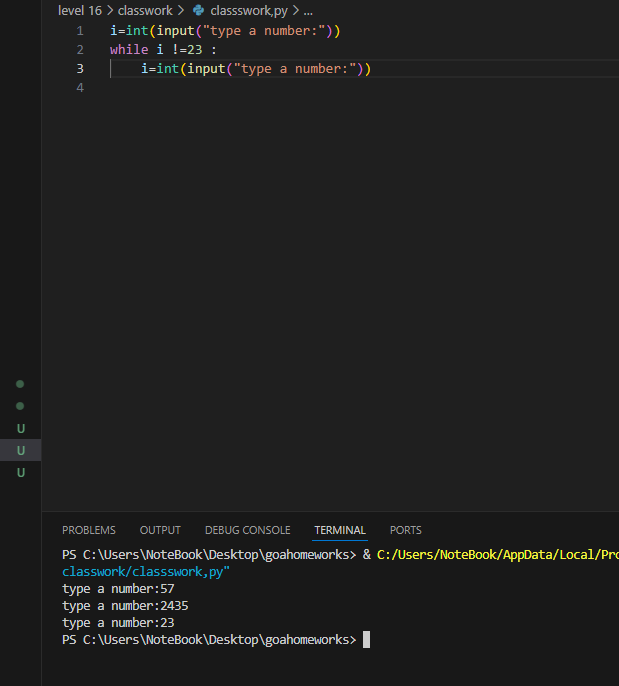 level 16 > classwork > classswork.py > ...
1 i=int(input("type a number:"))
2 while i !=23 :
3     i=int(input("type a number:"))
4
U
U
U
PROBLEMS OUTPUT DEBUG CONSOLE TERMINAL PORTS
PS C:\Users\NoteBook\Desktop\goahomeworks> & C:/Users/NoteBook/AppData/Local/Pro
classwork/classswork,py"
type a number:57
type a number:2435
type a number:23
PS C:\Users\NoteBook\Desktop\goahomeworks>